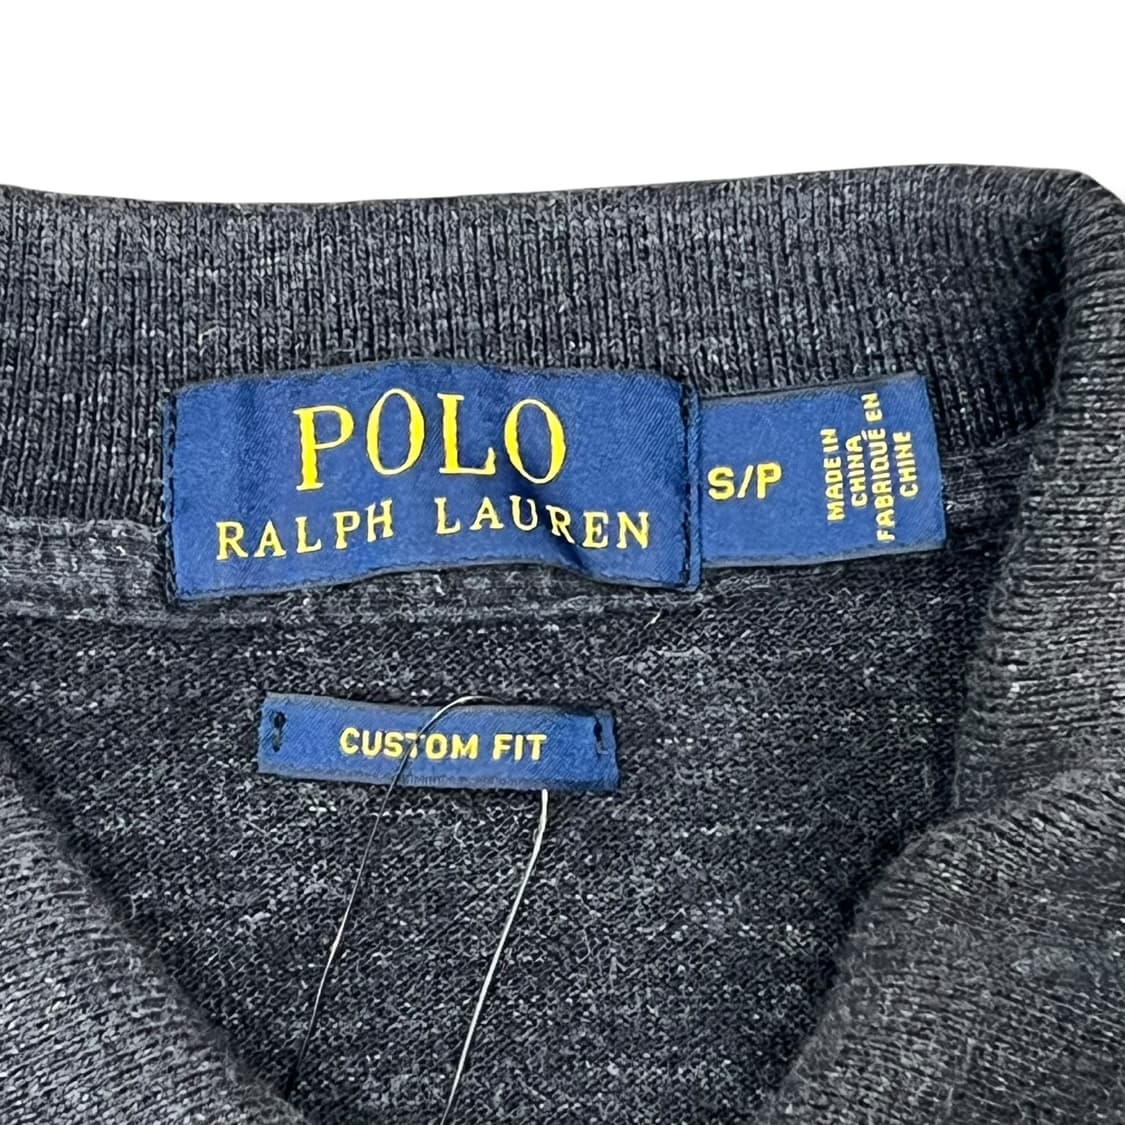 POLO
RALPH LAUREN
S/P
MADE IN
CHINA
FABRIQUÉ EN
CHINE
CUSTOM FIT